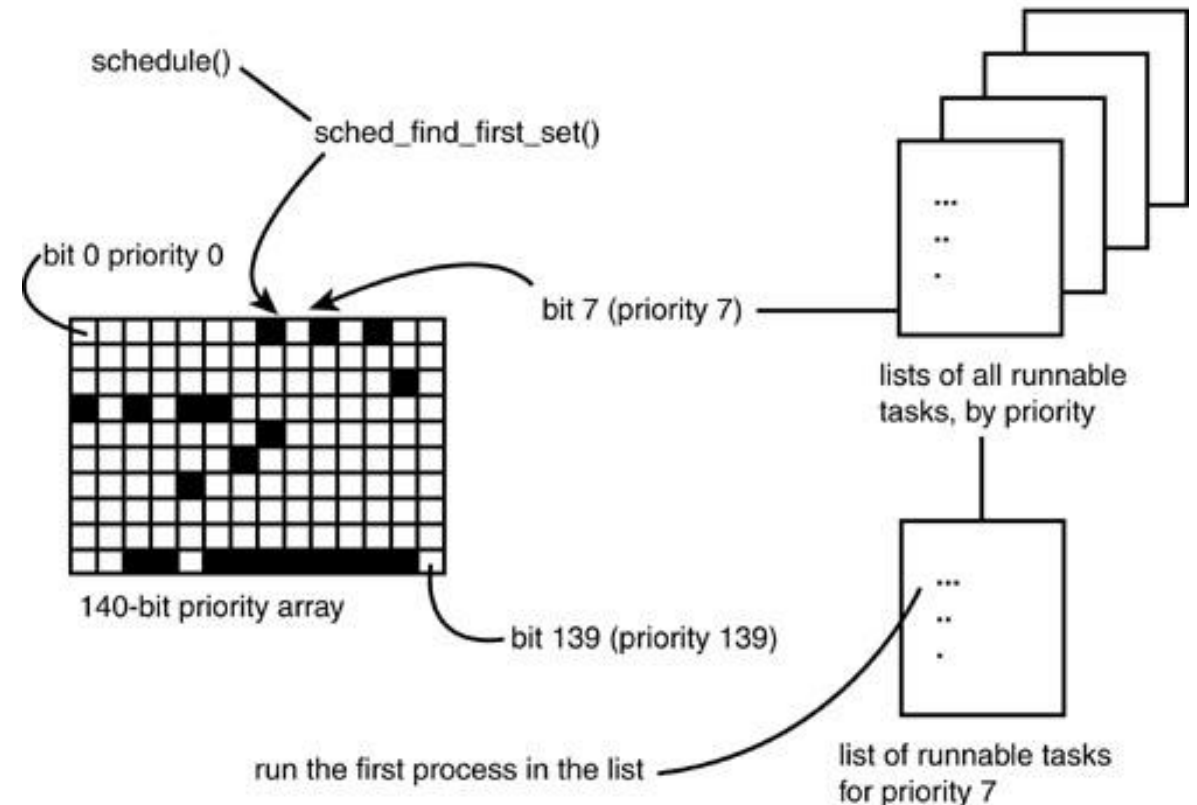 schedule()
sched_find_first_set()
bit 0 priority 0
bit 7 (priority 7)
...
..
.
lists of all runnable
tasks, by priority
140-bit priority array
bit 139 (priority 139)
...
..
.
run the first process in the list
list of runnable tasks
for priority 7